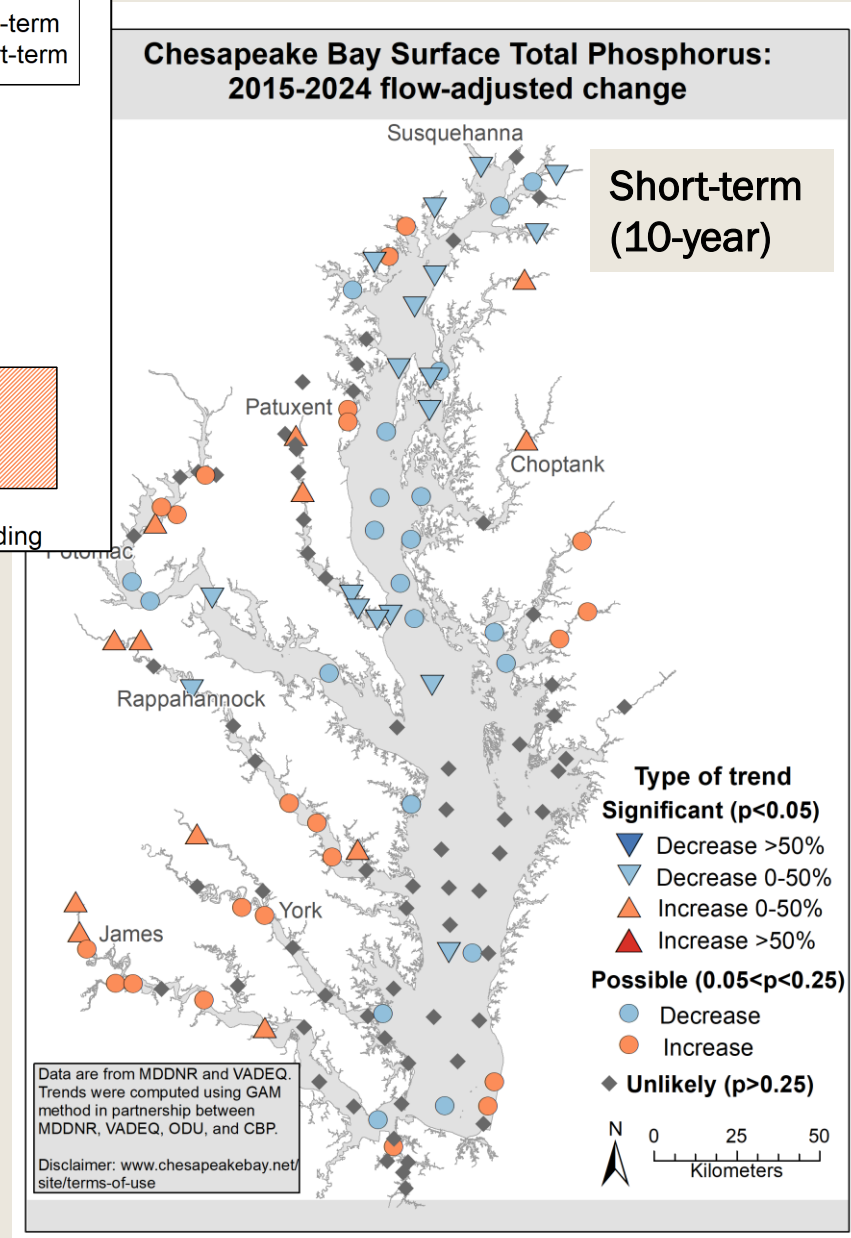 -term
t-term
ding
Chesapeake Bay Surface Total Phosphorus:
2015-2024 flow-adjusted change
Short-term
(10-year)
Susquehanna
Patuxent
Choptank
Potomac
Rappahannock
York
James
Type of trend
Significant (p<0.05)
Decrease >50%
Decrease 0-50%
Increase 0-50%
Increase >50%
Possible (0.05<p<0.25)
Decrease
Increase
Unlikely (p>0.25)
N
0 25 50
Kilometers
Data are from MDDNR and VADEQ.
Trends were computed using GAM
method in partnership between
MDDNR, VADEQ, ODU, and CBP.
Disclaimer: www.chesapeakebay.net/
site/terms-of-use